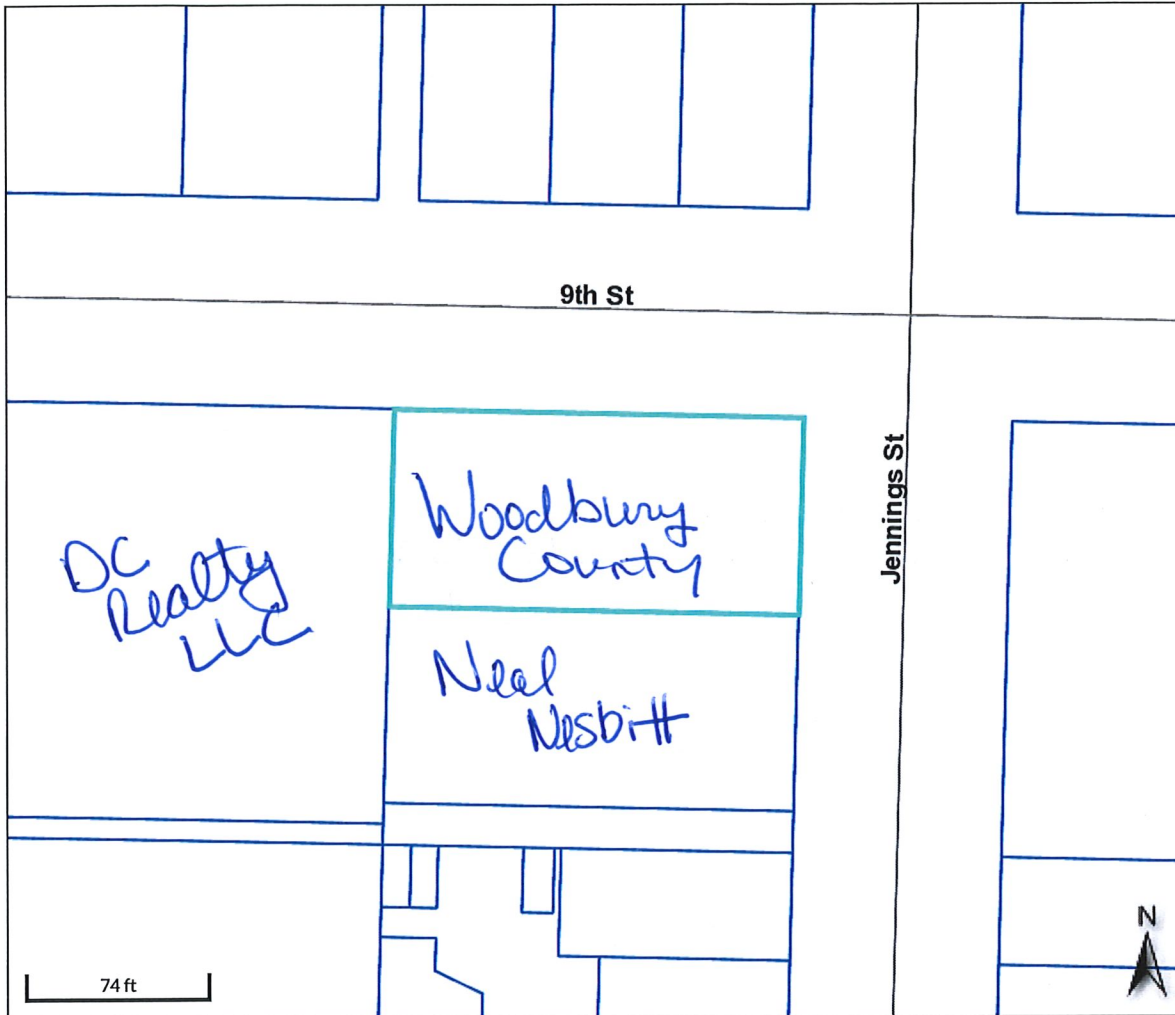 9th St
Jennings St
Woodbury
County
DC
Realty
LLC
Neal
Nesbitt
N
74 ft